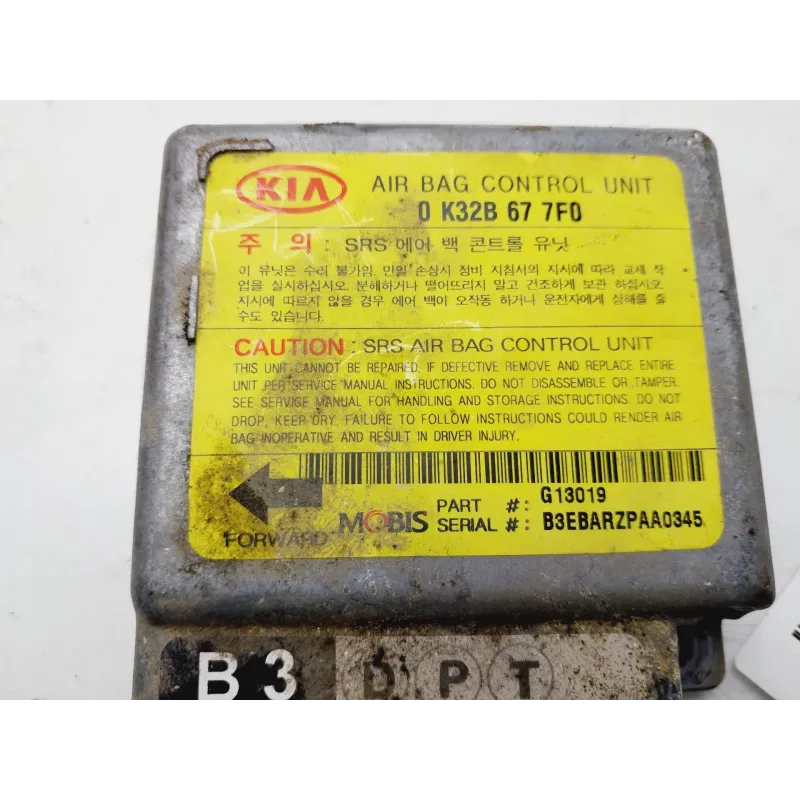 KIA AIR BAG CONTROL UNIT
0 K32B 67 7F0
주 의 : SRS 에어 백 콘트롤 유닛
이 유닛은 수리 불가임. 만일 손상시 정비 지침서의 지시에 따라 교체 작
업을 실시하십시오. 분해하거나 떨어뜨리지 말고 건조하게 보관 하십시오.
지시에 따르지 않을 경우 에어 백이 오작동 하거나 운전자에게 상해를 줄
수도 있습니다.
CAUTION : SRS AIR BAG CONTROL UNIT
THIS UNIT CANNOT BE REPAIRED. IF DEFECTIVE REMOVE AND REPLACE ENTIRE
UNIT PER SERVICE MANUAL INSTRUCTIONS. DO NOT DISASSEMBLE OR TAMPER.
SEE SERVICE MANUAL FOR HANDLING AND STORAGE INSTRUCTIONS. DO NOT
DROP, KEEP DRY. FAILURE TO FOLLOW INSTRUCTIONS COULD RENDER AIR
BAG INOPERATIVE AND RESULT IN DRIVER INJURY.
FORWARD
MOBIS
PART #: G13019
SERIAL #: B3EBARZPAA0345
B3 D P T